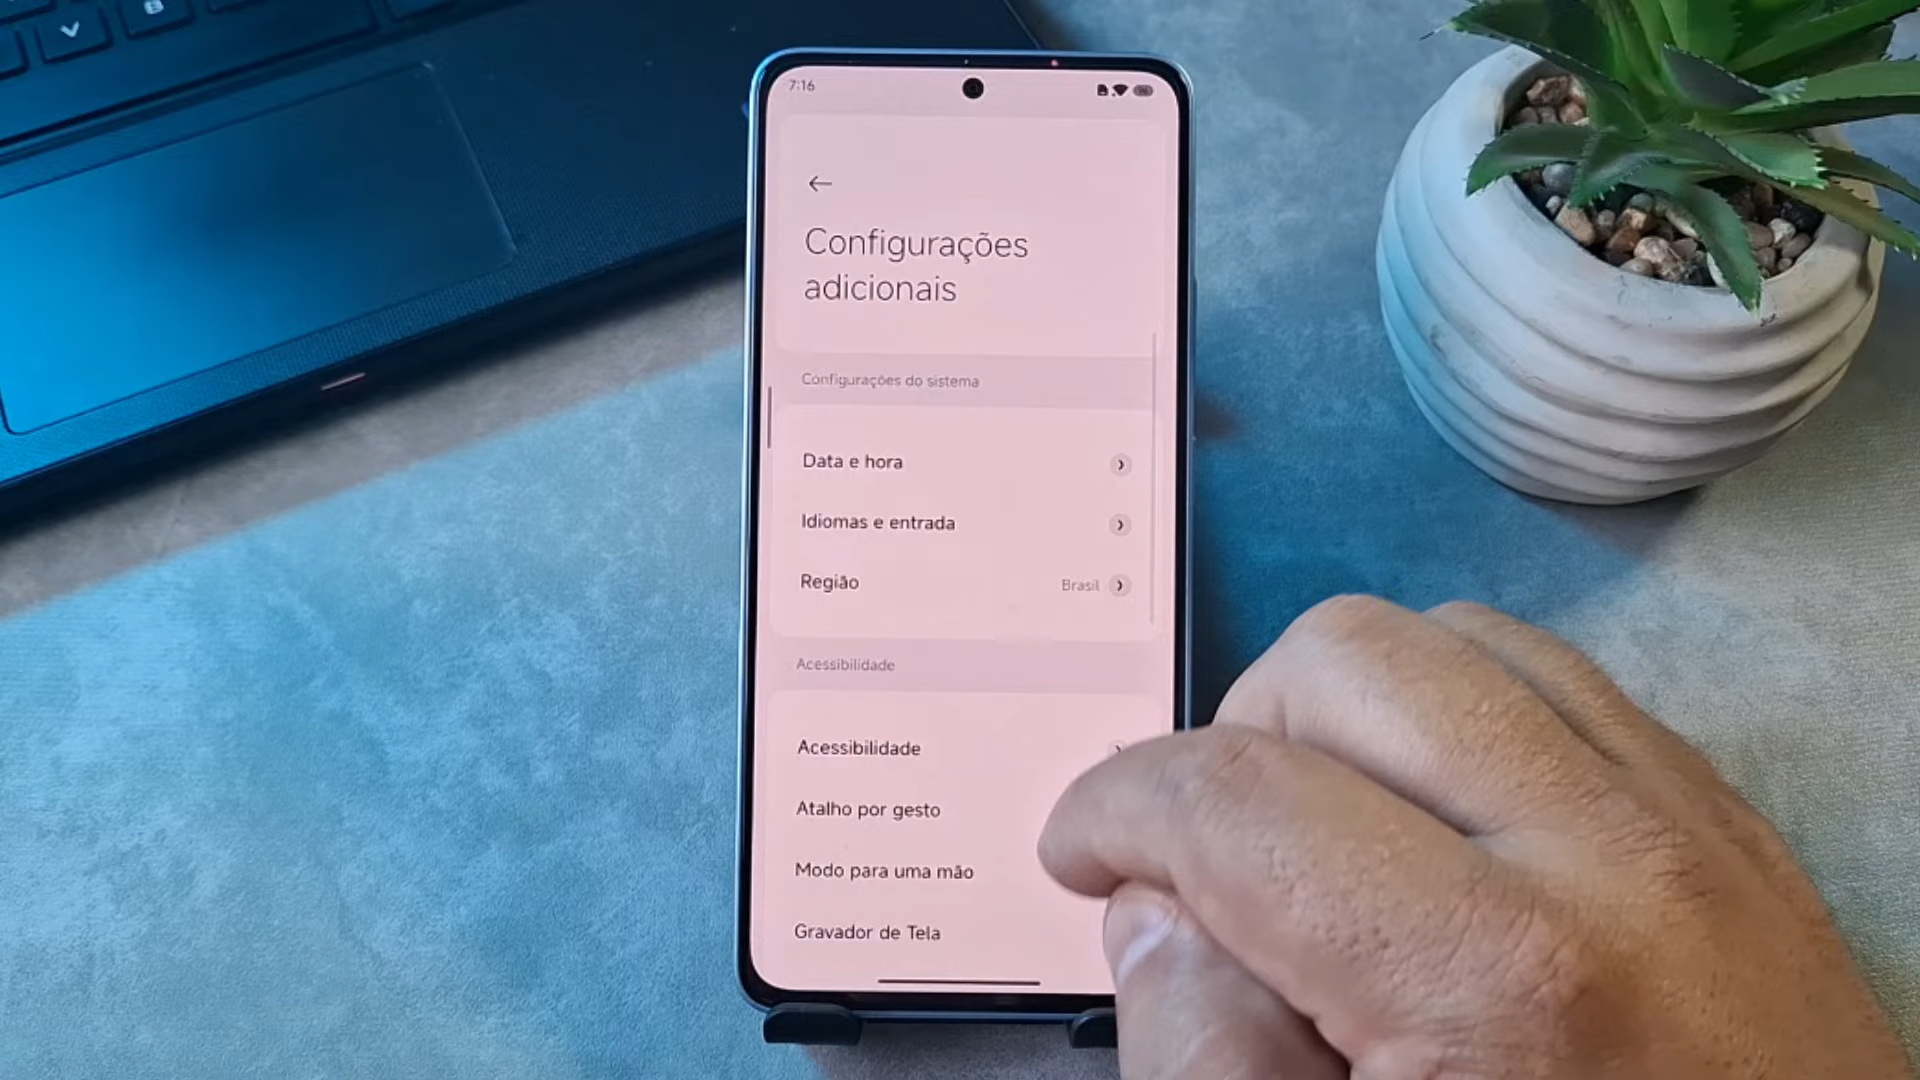 V
B
7:16
Configurações
adicionais
Configurações do sistema
Data e hora
Idiomas e entrada
Região
Brasil
Acessibilidade
Acessibilidade
Atalho por gesto
Modo para uma mão
Gravador de Tela